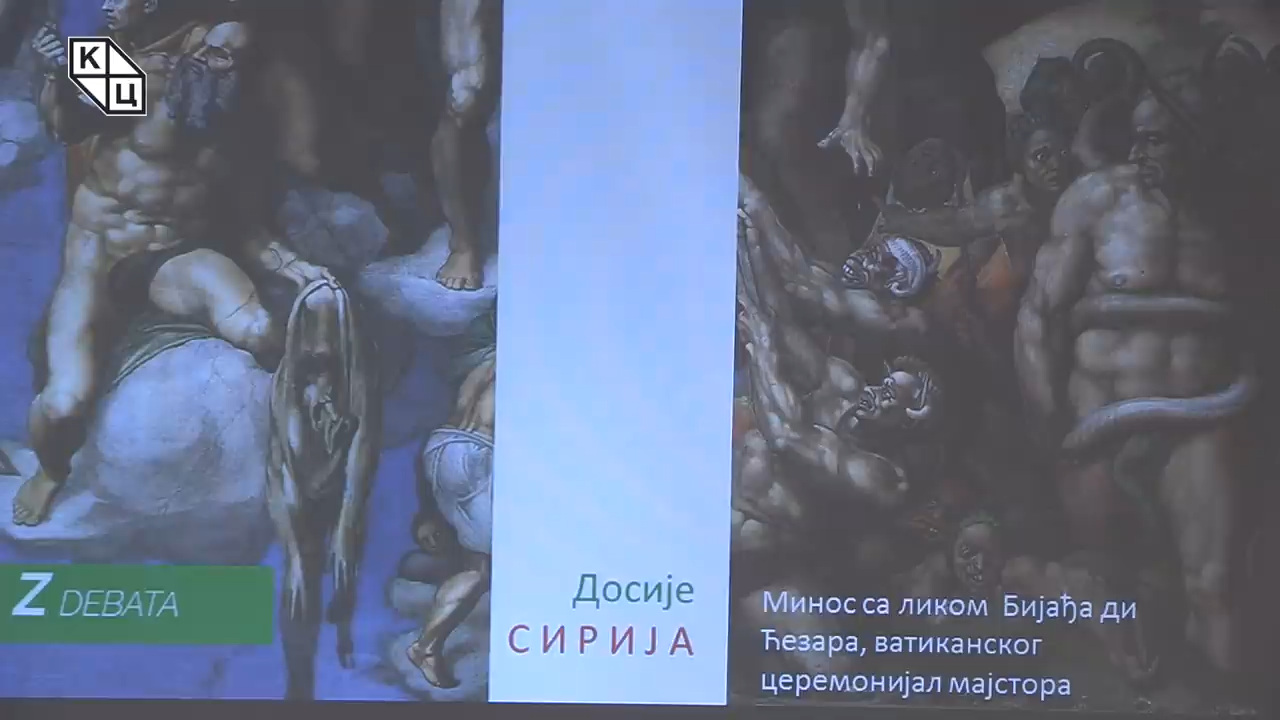 К
Ц
Z DEBATA
Досије
СИРИЈА
Минос са ликом Бијађа ди
Ћезара, ватиканског
церемонијал мајстора